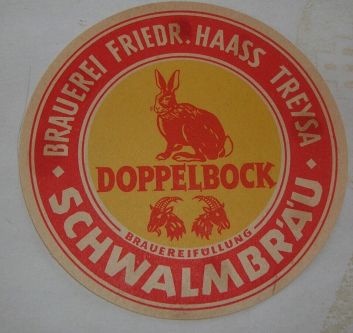 BRAUEREI FRIEDR. HAASS TREYSA
DOPPELBOCK
BRAUEREIFÜLLUNG
• SCHWALMBRÄU •